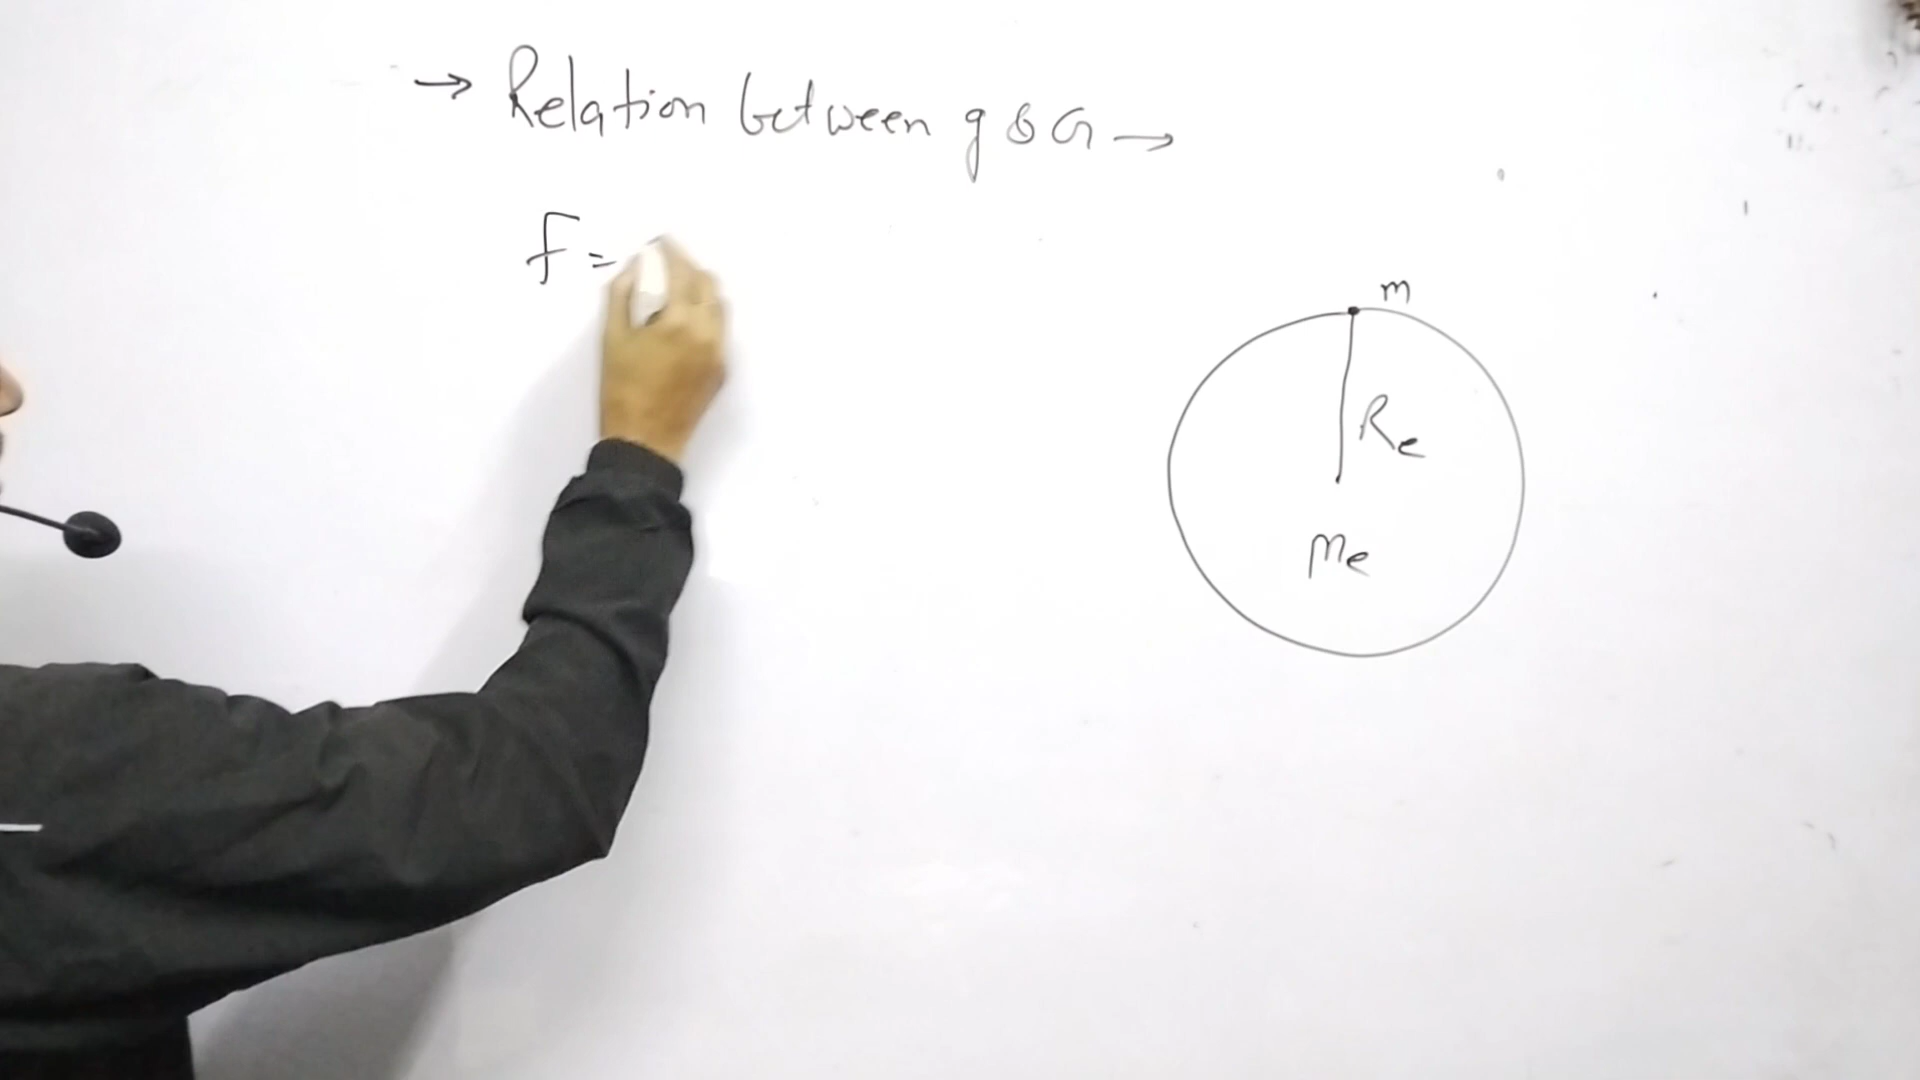 → Relation between g & G →
F =
m
Re
Me